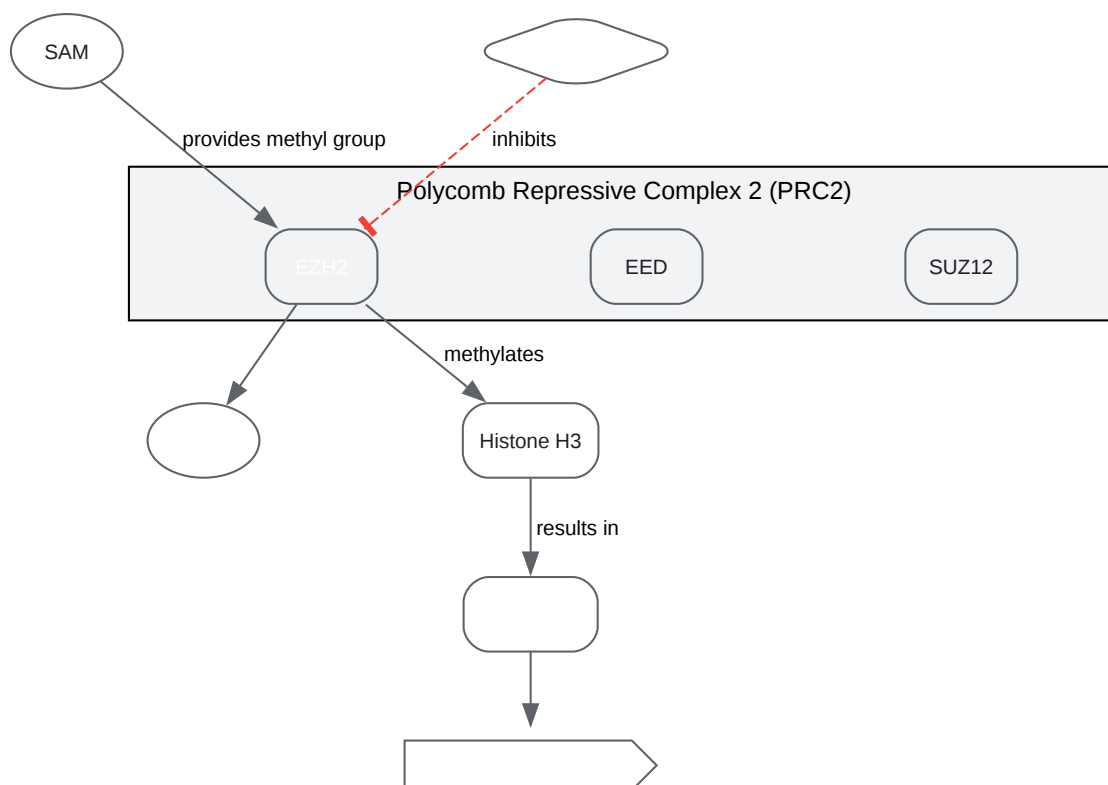 SAM
provides methyl group
inhibits
Polycomb Repressive Complex 2 (PRC2)
EZH2
EED
SUZ12
methylates
Histone H3
results in